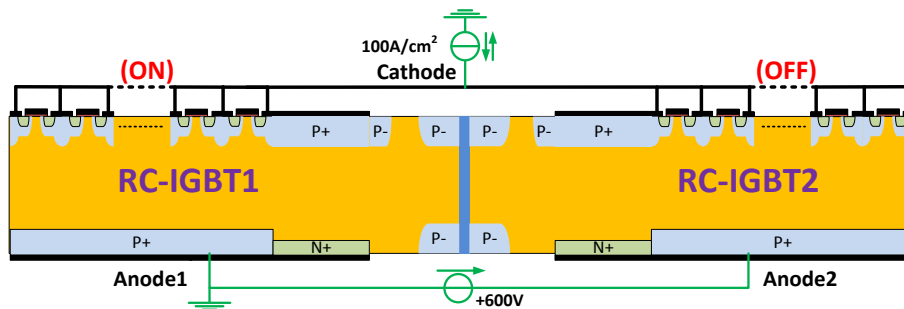 100A/cm²
Cathode
(ON)
(OFF)
P+ P- P- P- P- P+
RC-IGBT1
RC-IGBT2
P+ N+ P- P- N+ P+
Anode1
Anode2
+600V